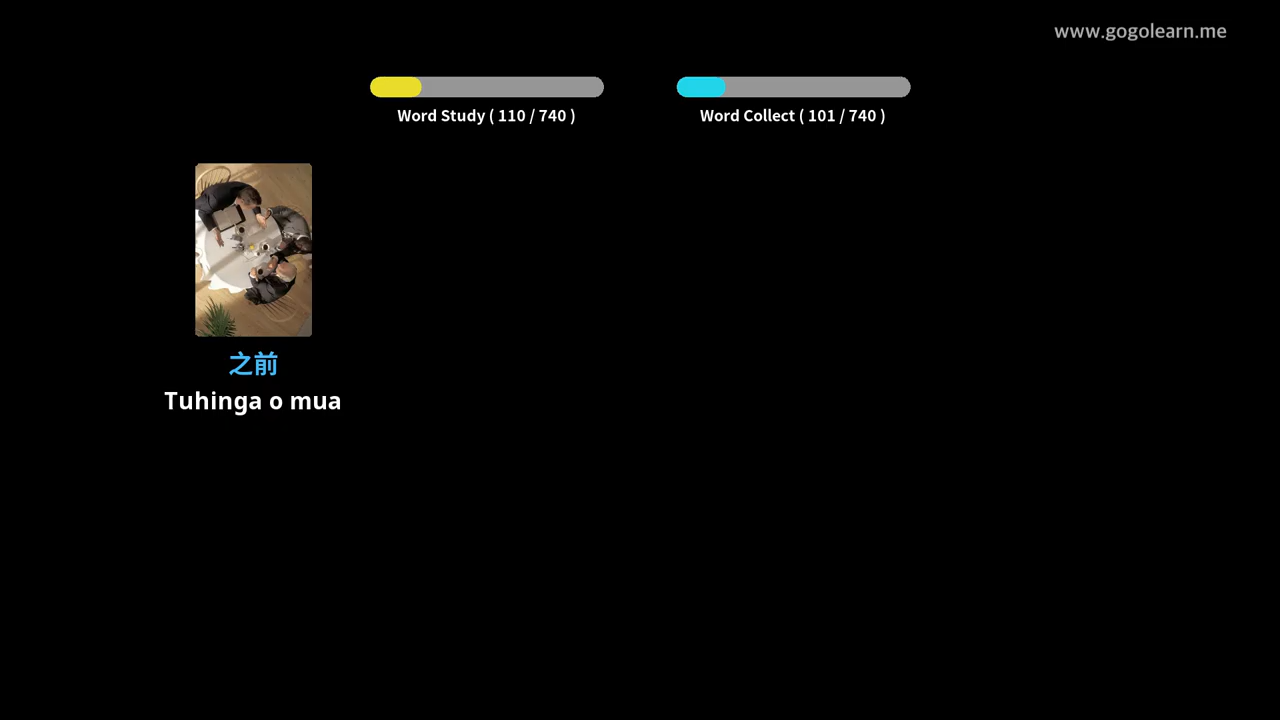 www.gogolearn.me
Word Study ( 110 / 740 )
Word Collect ( 101 / 740 )
之前
Tuhinga o mua